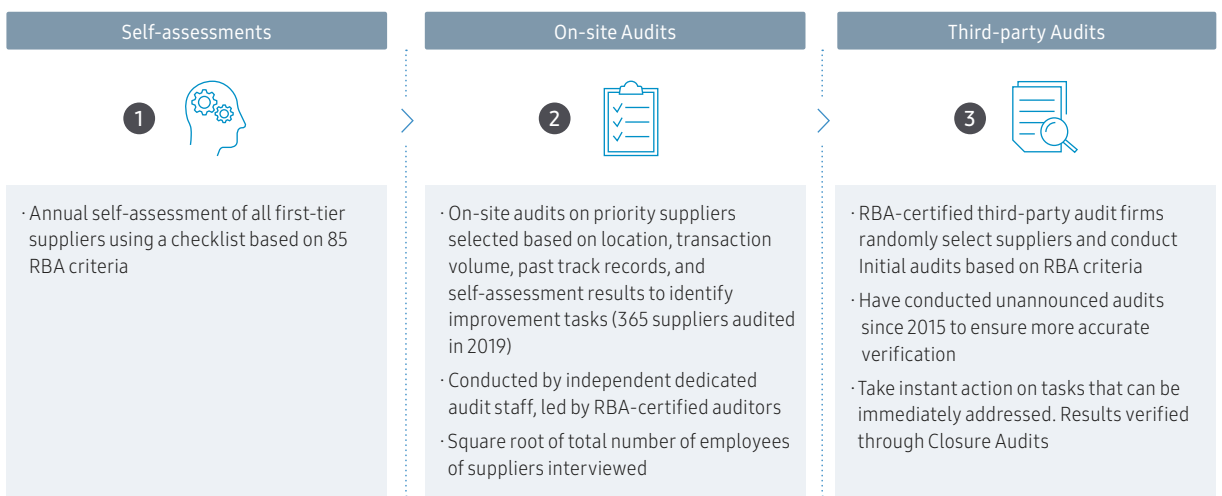 Self-assessments
On-site Audits
Third-party Audits
1
2
3
· Annual self-assessment of all first-tier
suppliers using a checklist based on 85
RBA criteria
· On-site audits on priority suppliers
selected based on location, transaction
volume, past track records, and
self-assessment results to identify
improvement tasks (365 suppliers audited
in 2019)
· Conducted by independent dedicated
audit staff, led by RBA-certified auditors
· Square root of total number of employees
of suppliers interviewed
· RBA-certified third-party audit firms
randomly select suppliers and conduct
Initial audits based on RBA criteria
· Have conducted unannounced audits
since 2015 to ensure more accurate
verification
· Take instant action on tasks that can be
immediately addressed. Results verified
through Closure Audits